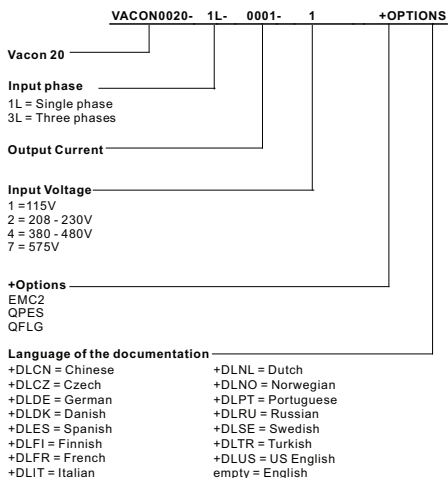 VACON0020- 1L- 0001- 1 +OPTIONS
Vacon 20
Input phase
1L = Single phase
3L = Three phases
Output Current
Input Voltage
1 =115V
2 = 208 - 230V
4 = 380 - 480V
7 = 575V
+Options
EMC2
QPES
QFLG
Language of the documentation
+DLCN = Chinese
+DLCZ = Czech
+DLDE = German
+DLDK = Danish
+DLES = Spanish
+DLFI = Finnish
+DLFR = French
+DLIT = Italian
+DLNL = Dutch
+DLNO = Norwegian
+DLPT = Portuguese
+DLRU = Russian
+DLSE = Swedish
+DLTR = Turkish
+DLUS = US English
empty = English